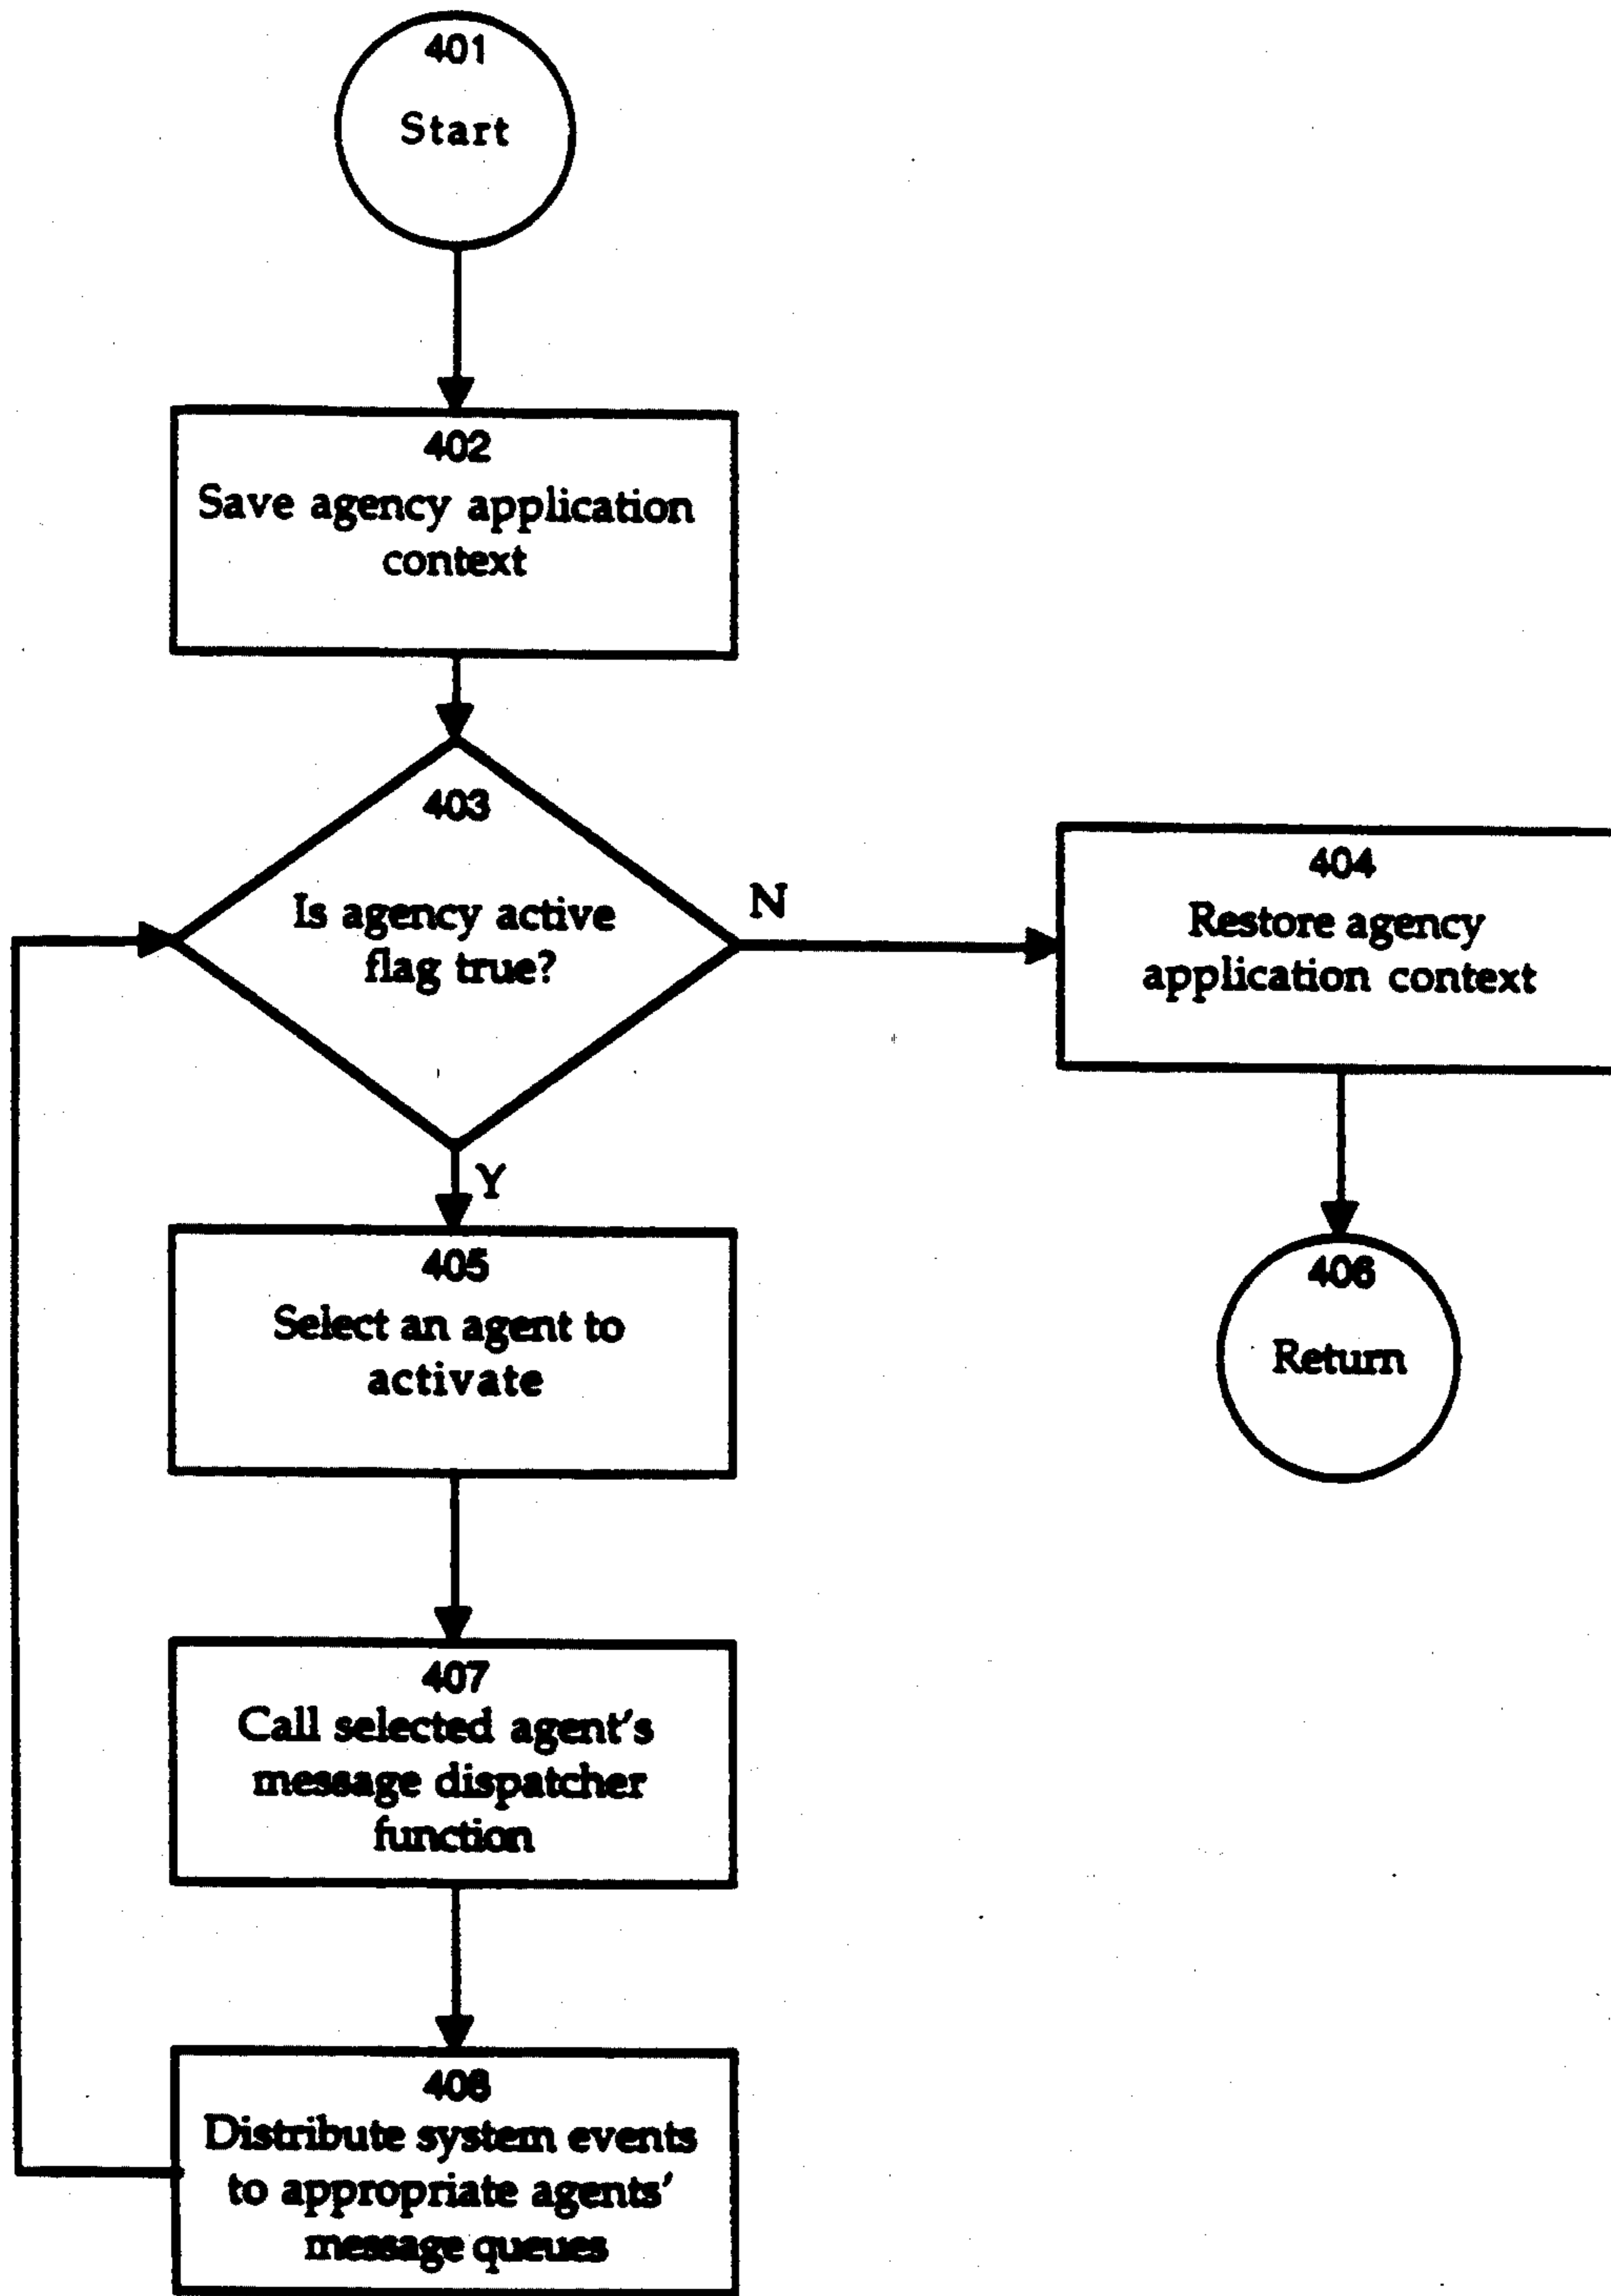 401
Start
402
Save agency application
context
403
Is agency active
flag true?
N
404
Restore agency
application context
Y
405
Select an agent to
activate
406
Return
407
Call selected agent's
message dispatcher
function
408
Distribute system events
to appropriate agents'
message queues